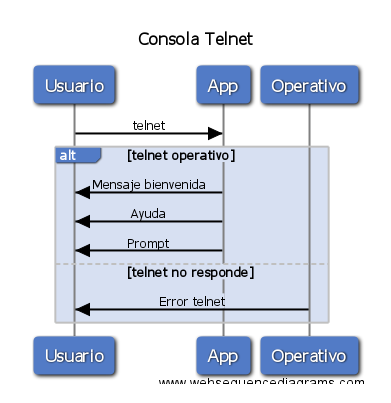 Consola Telnet
Usuario App Operativo
telnet
alt [telnet operativo]
Mensaje bienvenida
Ayuda
Prompt
[telnet no responde]
Error telnet
Usuario App Operativo
www.websequencediagrams.com